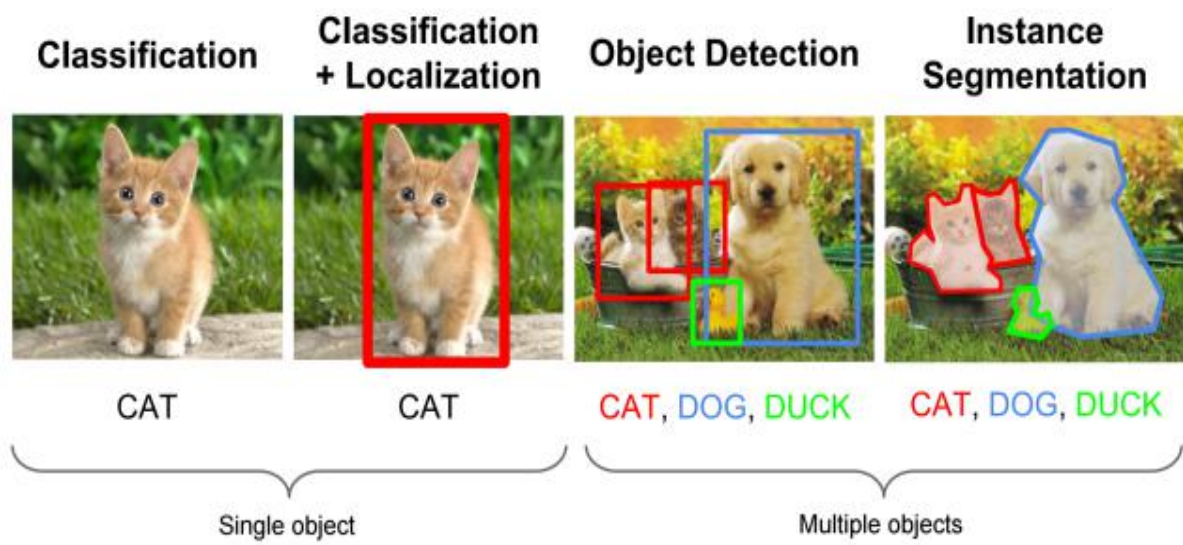 Classification
Classification
+ Localization
Object Detection
Instance
Segmentation
CAT
CAT
CAT, DOG, DUCK
CAT, DOG, DUCK
Single object
Multiple objects